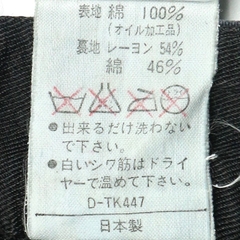 表地 綿 100%
(オイル加工品)
裏地 レーヨン 54%
綿 46%
●出来るだけ洗わない
で下さい。
●白いシワ筋はドライ
ヤーで温めて下さい。
D-TK447
日本製